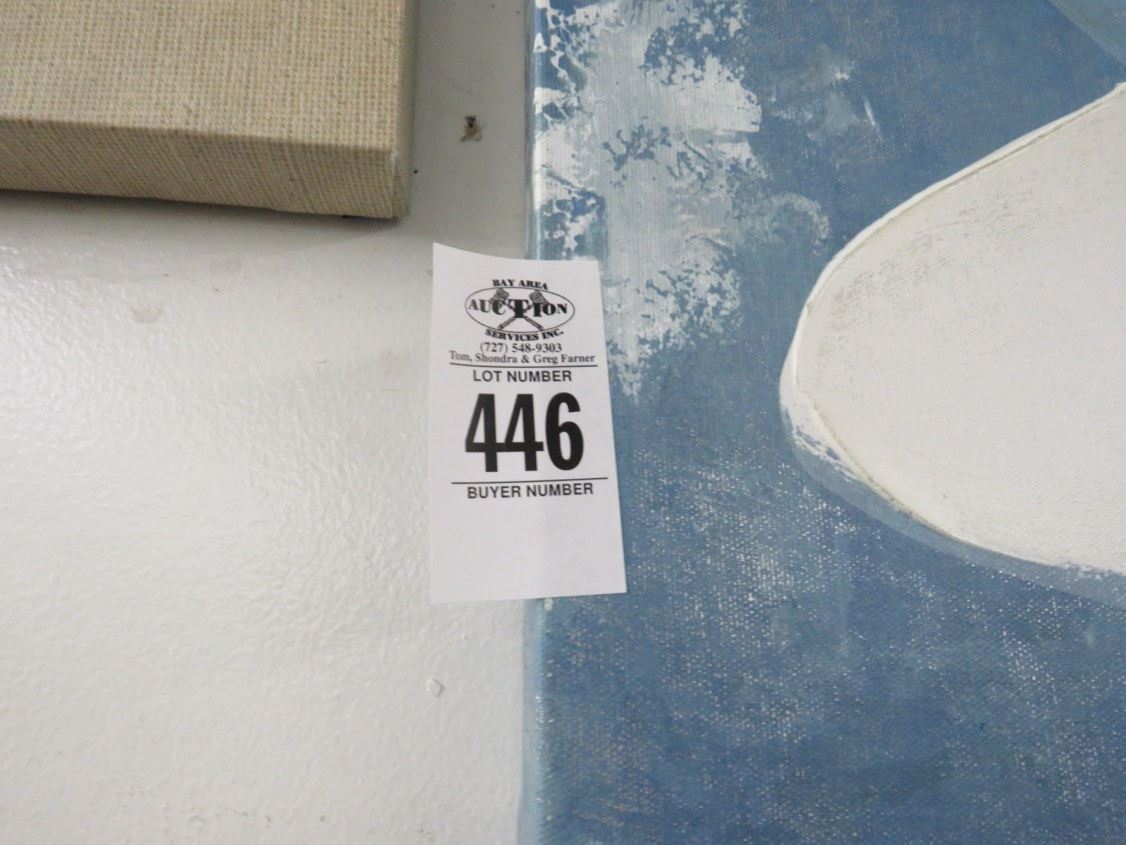 BAY AREA
AUCTION
SERVICES INC.
(727) 548-9303
Tom, Shondra & Greg Farner
LOT NUMBER
446
BUYER NUMBER